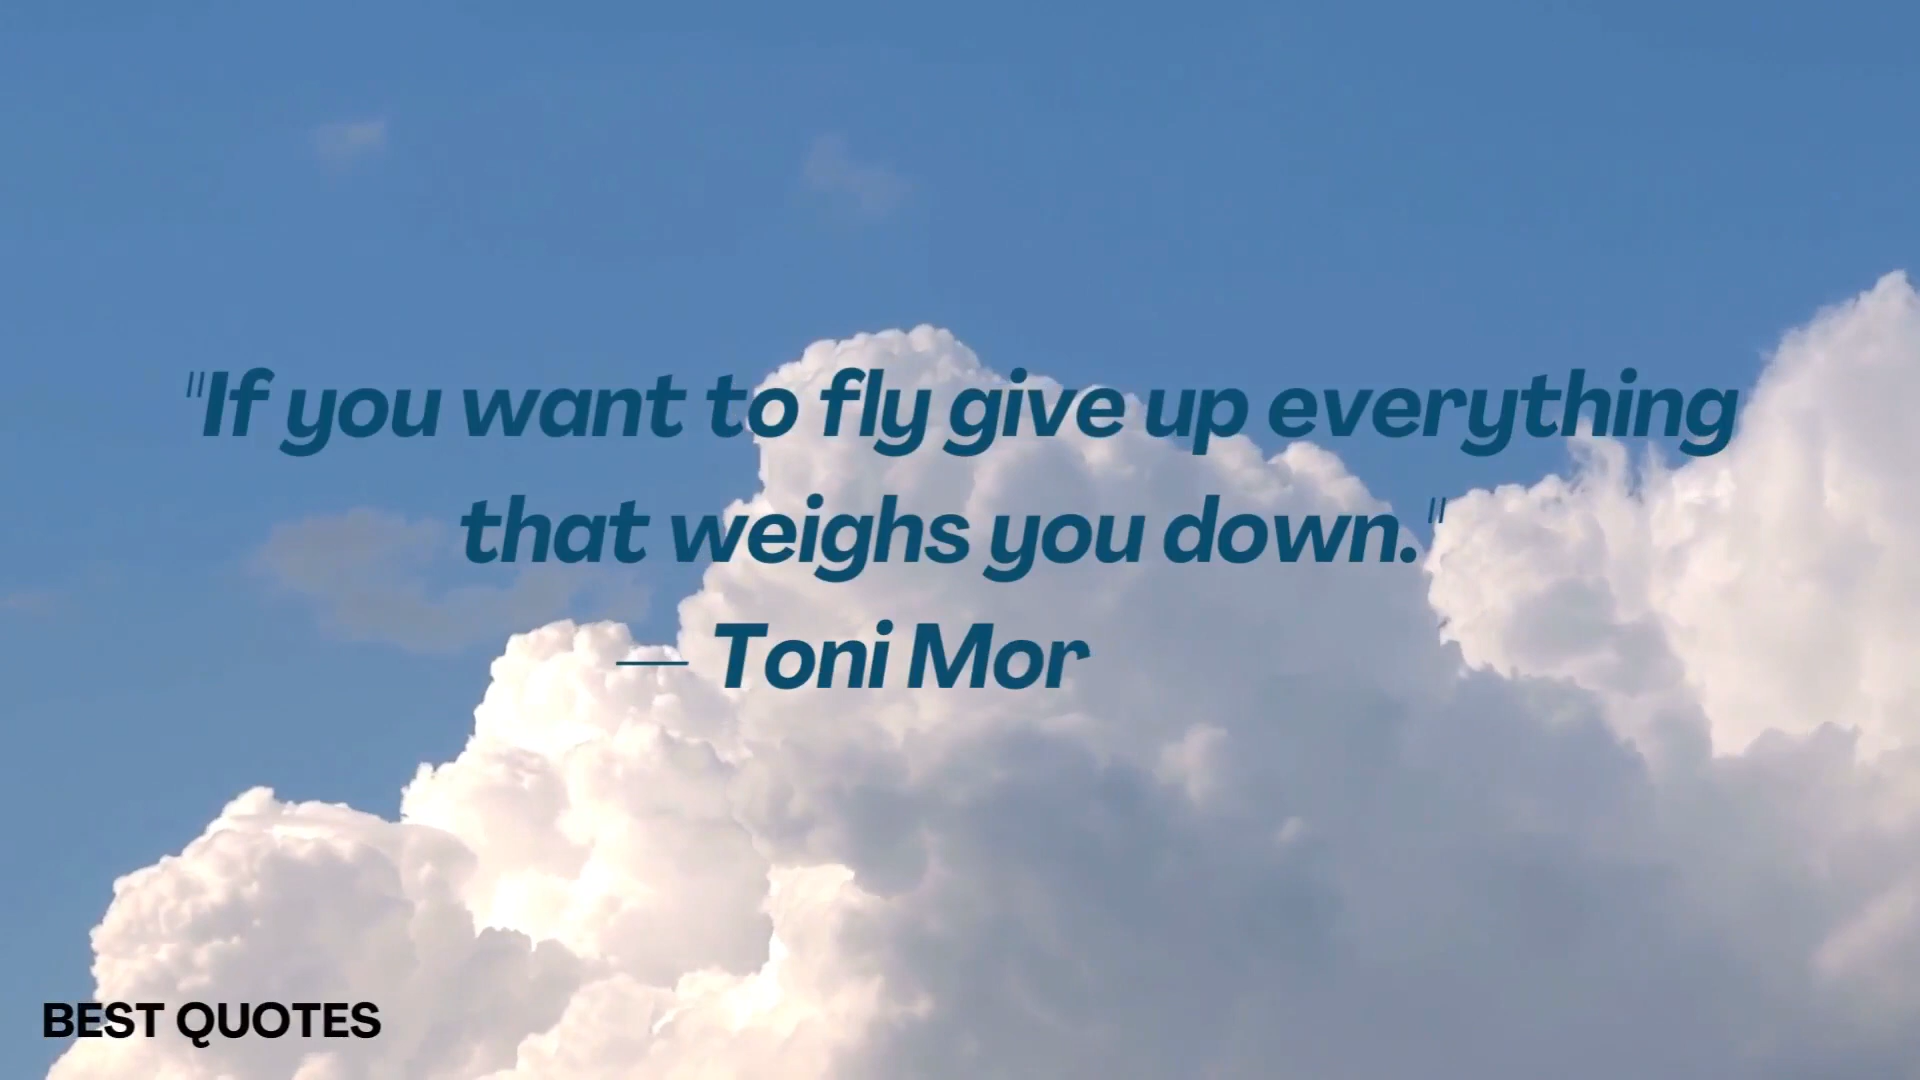 "If you want to fly give up everything
that weighs you down."
— Toni Mor
BEST QUOTES